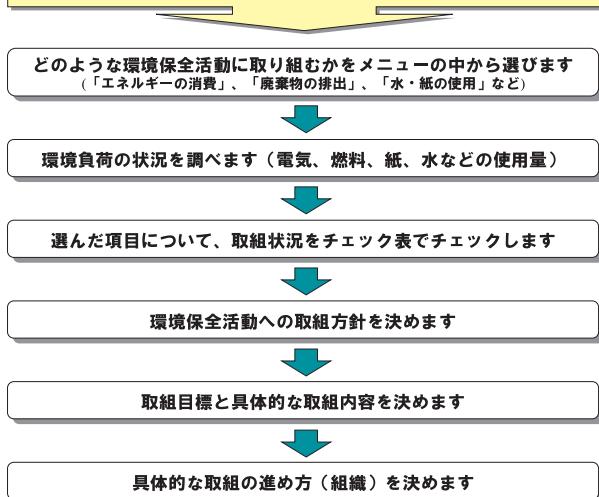 どのような環境保全活動に取り組むかをメニューの中から選びます
(「エネルギーの消費」、「廃棄物の排出」、「水・紙の使用」など)
環境負荷の状況を調べます（電気、燃料、紙、水などの使用量）
選んだ項目について、取組状況をチェック表でチェックします
環境保全活動への取組方針を決めます
取組目標と具体的な取組内容を決めます
具体的な取組の進め方（組織）を決めます